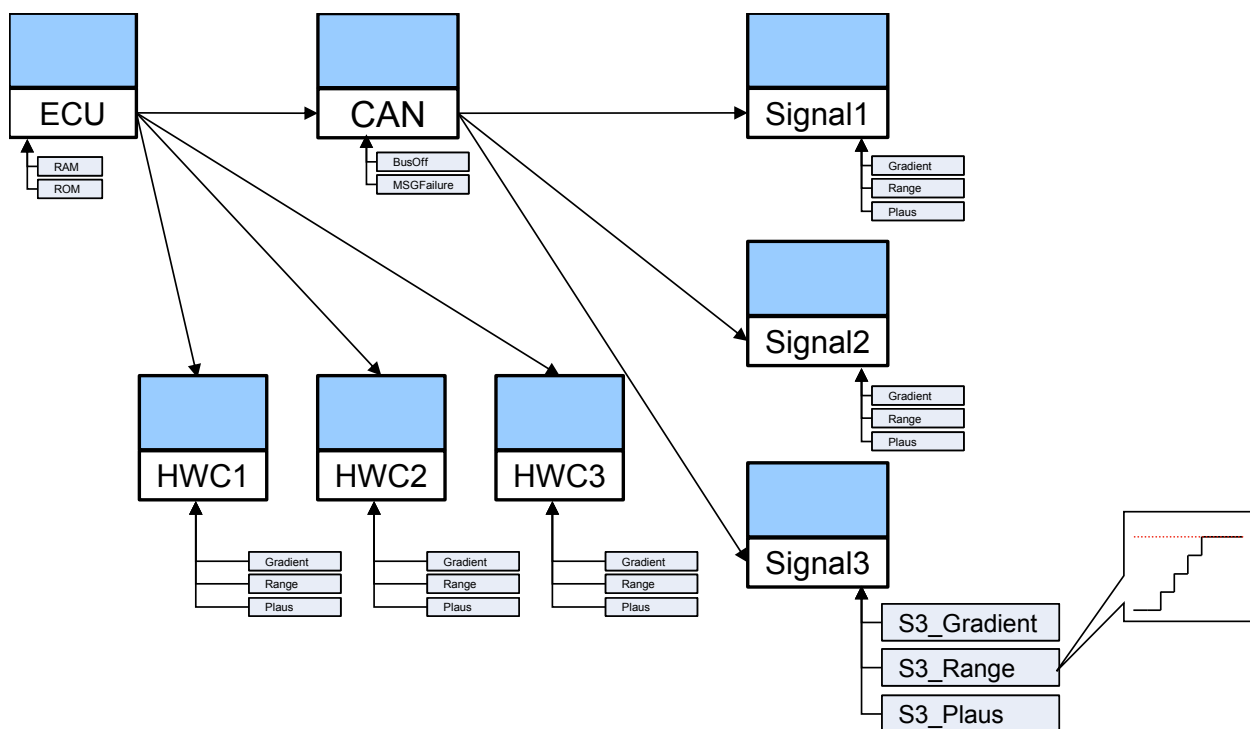 ECU
CAN
Signal1
RAM
ROM
BusOff
MSGFailure
Gradient
Range
Plaus
Signal2
Gradient
Range
Plaus
HWC1
HWC2
HWC3
Gradient
Range
Plaus
Gradient
Range
Plaus
Gradient
Range
Plaus
Signal3
S3_Gradient
S3_Range
S3_Plaus